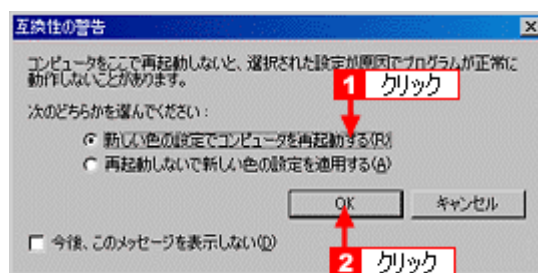 互換性の警告
コンピュータをここで再起動しないと、選択された設定が原因でプログラムが正常に
動作しないことがあります。
1 クリック
次のどちらかを選んでください：
新しい色の設定でコンピュータを再起動する(R)
再起動しないで新しい色の設定を適用する(A)
OK
キャンセル
今後、このメッセージを表示しない(D)
2 クリック